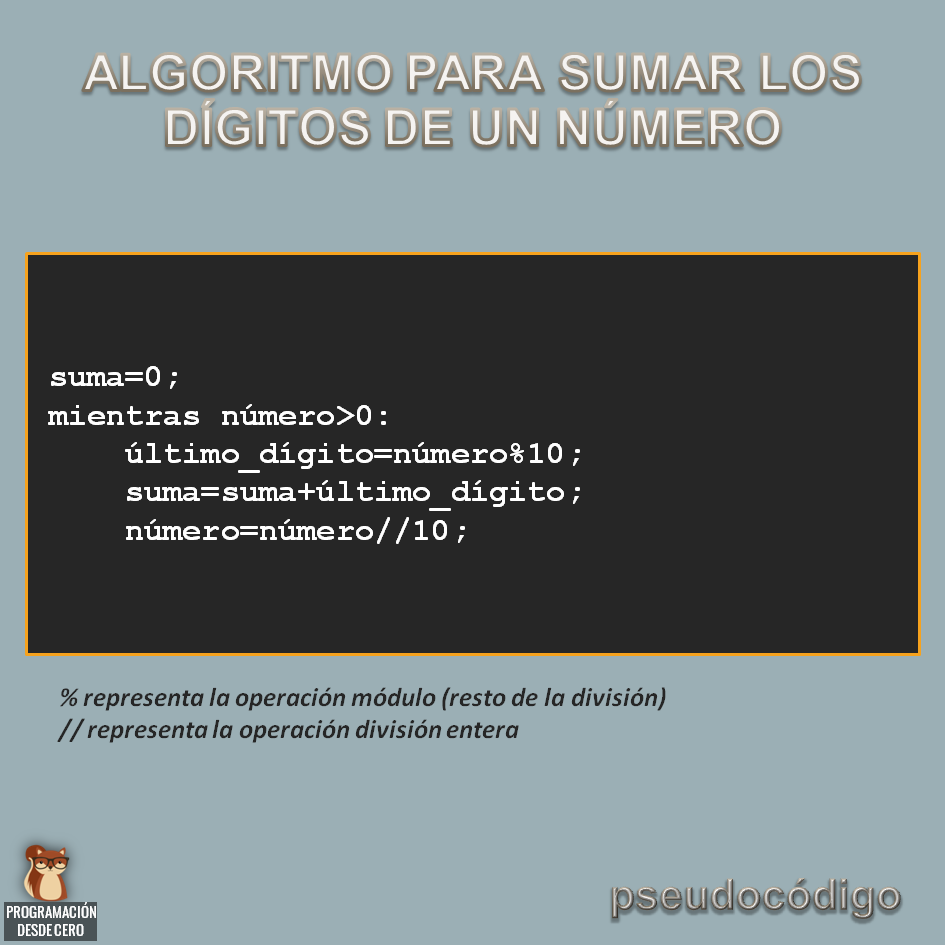 ALGORITMO PARA SUMAR LOS
DÍGITOS DE UN NÚMERO
suma=0;
mientras número>0:
    último_dígito=número%10;
    suma=suma+último_dígito;
    número=número//10;
% representa la operación módulo (resto de la división)
// representa la operación división entera
PROGRAMACIÓN
DESDE CERO
pseudocódigo